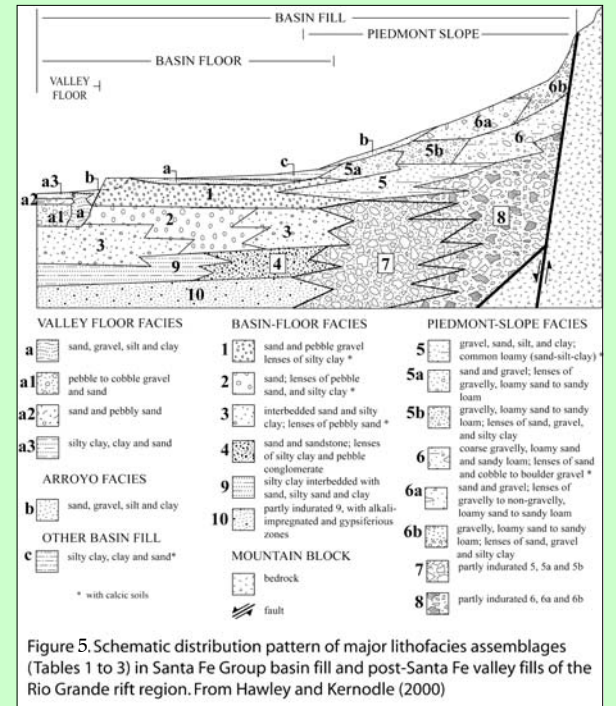 BASIN FILL
PIEDMONT SLOPE
BASIN FLOOR
VALLEY
FLOOR
6b
6a
b
6
c
5b
a3
b
a
5a
5
a2
1
a1
a
2
8
3
3
9
4
7
10
VALLEY FLOOR FACIES
a sand, gravel, silt and clay
a1 pebble to cobble gravel
and sand
a2 sand and pebbly sand
a3 silty clay, clay and sand
ARROYO FACIES
b sand, gravel, silt and clay
OTHER BASIN FILL
c silty clay, clay and sand*
* with calcic soils
BASIN-FLOOR FACIES
1 sand and pebble gravel
lenses of silty clay *
2 sand; lenses of pebble
sand, and silty clay *
3 interbedded sand and silty
clay; lenses of pebbly sand *
4 sand and sandstone; lenses
of silty clay and pebble
conglomerate
9 silty clay interbedded with
sand, silty sand and clay
10 partly indurated 9, with alkali-
impregnated and gypsiferious
zones
MOUNTAIN BLOCK
bedrock
fault
PIEDMONT-SLOPE FACIES
5 gravel, sand, silt, and clay;
common loamy (sand-silt-clay) *
5a sand and gravel; lenses of
gravelly, loamy sand to sandy
loam
5b gravelly, loamy sand to sandy
loam; lenses of sand, gravel,
and silty clay
6 coarse gravelly, loamy sand
and sandy loam; lenses of sand
and cobble to boulder gravel *
6a sand and gravel; lenses of
gravelly to non-gravelly,
loamy sand to sandy loam
6b gravelly, loamy sand to sandy
loam; lenses of sand, gravel
and silty clay
7 partly indurated 5, 5a and 5b
8 partly indurated 6, 6a and 6b
Figure 5. Schematic distribution pattern of major lithofacies assemblages
(Tables 1 to 3) in Santa Fe Group basin fill and post-Santa Fe valley fills of the
Rio Grande rift region. From Hawley and Kernodle (2000)